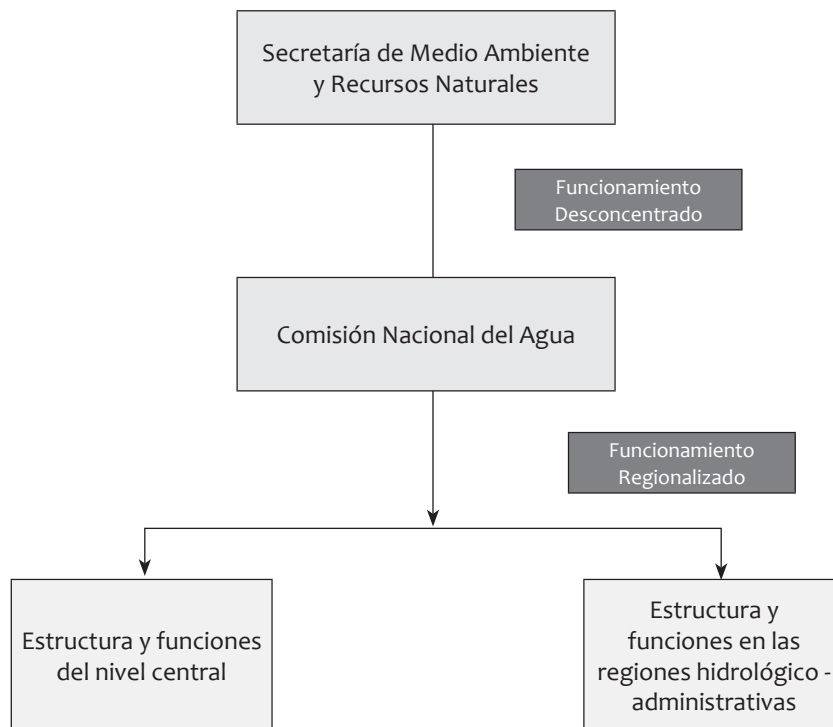 Secretaría de Medio Ambiente
y Recursos Naturales
Funcionamiento
Desconcentrado
Comisión Nacional del Agua
Funcionamiento
Regionalizado
Estructura y funciones
del nivel central
Estructura y
funciones en las
regiones hidrológico -
administrativas